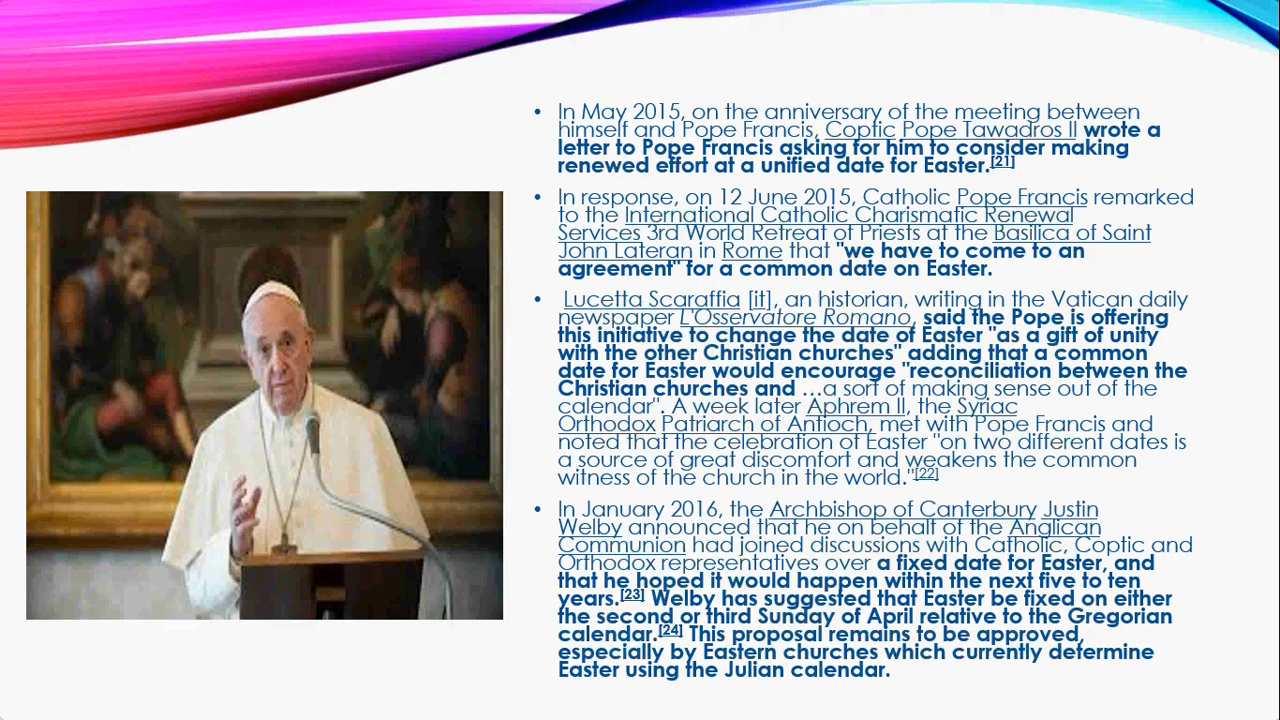 • In May 2015, on the anniversary of the meeting between
himself and Pope Francis, Coptic Pope Tawadros II wrote a
letter to Pope Francis asking for him to consider making
renewed effort at a unified date for Easter.[21]
• In response, on 12 June 2015, Catholic Pope Francis remarked
to the International Catholic Charismatic Renewal
Services 3rd World Retreat of Priests at the Basilica of Saint
John Lateran in Rome that "we have to come to an
agreement" for a common date on Easter.
• Lucetta Scaraffia [it], an historian, writing in the Vatican daily
newspaper L'Osservatore Romano, said the Pope is offering
this initiative to change the date of Easter "as a gift of unity
with the other Christian churches" adding that a common
date for Easter would encourage "reconciliation between the
Christian churches and …a sort of making sense out of the
calendar". A week later Aphrem II, the Syriac
Orthodox Patriarch of Antioch, met with Pope Francis and
noted that the celebration of Easter "on two different dates is
a source of great discomfort and weakens the common
witness of the church in the world."[22]
• In January 2016, the Archbishop of Canterbury Justin
Welby announced that he on behalf of the Anglican
Communion had joined discussions with Catholic, Coptic and
Orthodox representatives over a fixed date for Easter, and
that he hoped it would happen within the next five to ten
years.[23] Welby has suggested that Easter be fixed on either
the second or third Sunday of April relative to the Gregorian
calendar.[24] This proposal remains to be approved,
especially by Eastern churches which currently determine
Easter using the Julian calendar.